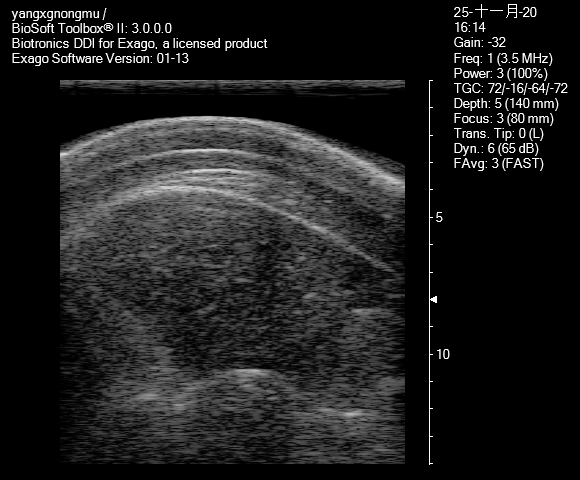 yangxgnongmu /
BioSoft Toolbox® II: 3.0.0.0
Biotronics DDI for Exago, a licensed product
Exago Software Version: 01-13
25-十一月-20
16:14
Gain: -32
Freq: 1 (3.5 MHz)
Power: 3 (100%)
TGC: 72/-16/-64/-72
Depth: 5 (140 mm)
Focus: 3 (80 mm)
Trans. Tip: 0 (L)
Dyn.: 6 (65 dB)
FAvg: 3 (FAST)
5
10